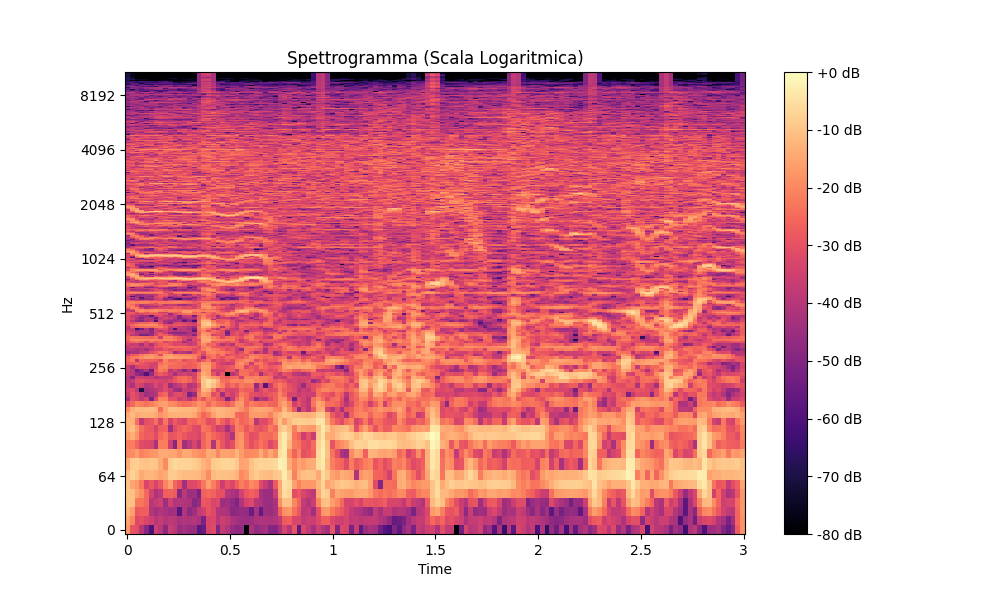 Spettrogramma (Scala Logaritmica)
Hz
8192
4096
2048
1024
512
256
128
64
0
0
0.5
1
1.5
2
2.5
3
Time
+0 dB
-10 dB
-20 dB
-30 dB
-40 dB
-50 dB
-60 dB
-70 dB
-80 dB